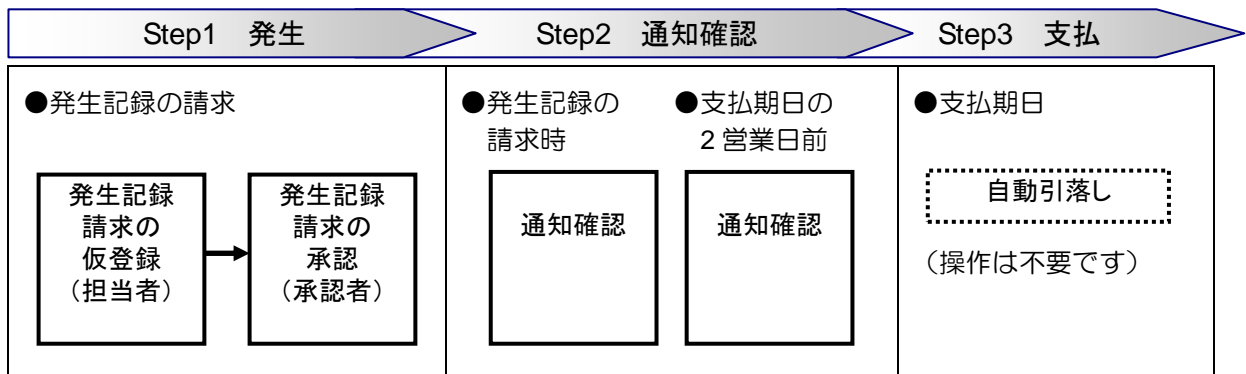 Step1 発生
Step2 通知確認
Step3 支払
●発生記録の請求
発生記録
請求の
仮登録
（担当者）
発生記録
請求の
承認
（承認者）
●発生記録の
請求時
通知確認
●支払期日の
2 営業日前
通知確認
●支払期日
自動引落し
（操作は不要です）